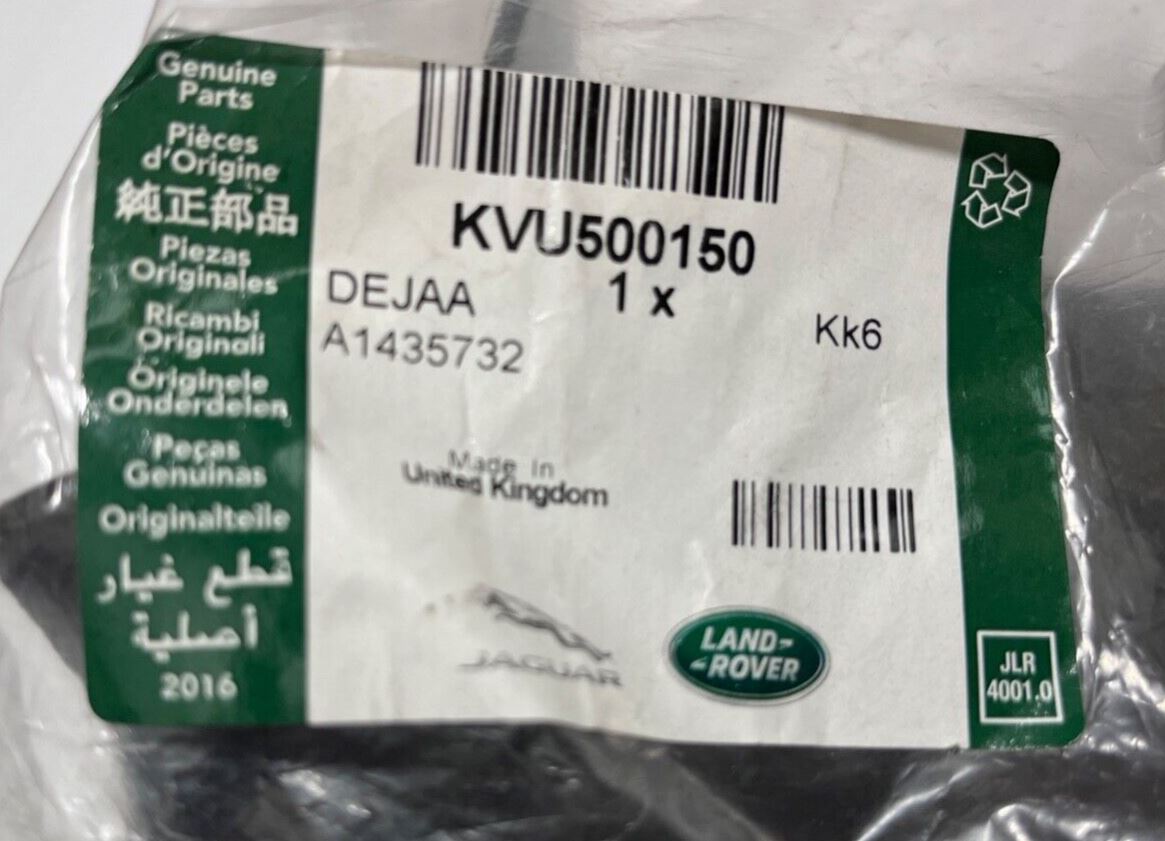 Genuine
Parts
Pièces
d'Origine
純正部品
Piezas
Originales
Ricambi
Originali
Originele
Onderdelen
Peças
Genuinas
Originalteile
قطع غيار
أصلية
2016
KVU500150
1 x
DEJAA
A1435732
Kk6
Made In
United Kingdom
JAGUAR
LAND-
-ROVER
JLR
4001.0